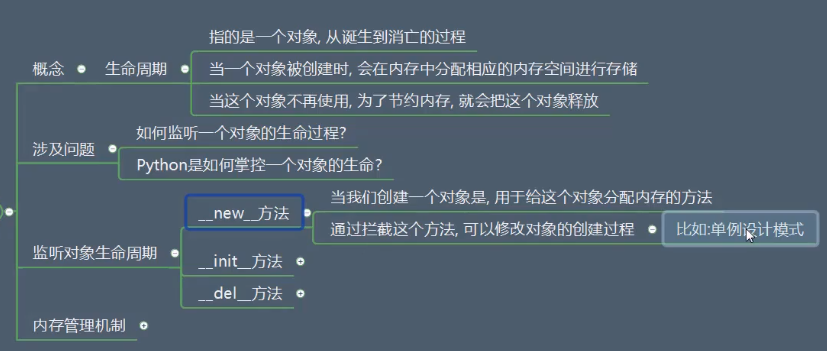 概念
生命周期
指的是一个对象, 从诞生到消亡的过程
当一个对象被创建时, 会在内存中分配相应的内存空间进行存储
当这个对象不再使用, 为了节约内存, 就会把这个对象释放
涉及问题
如何监听一个对象的生命过程?
Python是如何掌控一个对象的生命?
监听对象生命周期
__new__方法
当我们创建一个对象是, 用于给这个对象分配内存的方法
通过拦截这个方法, 可以修改对象的创建过程
比如:单例设计模式
__init__方法
__del__方法
内存管理机制